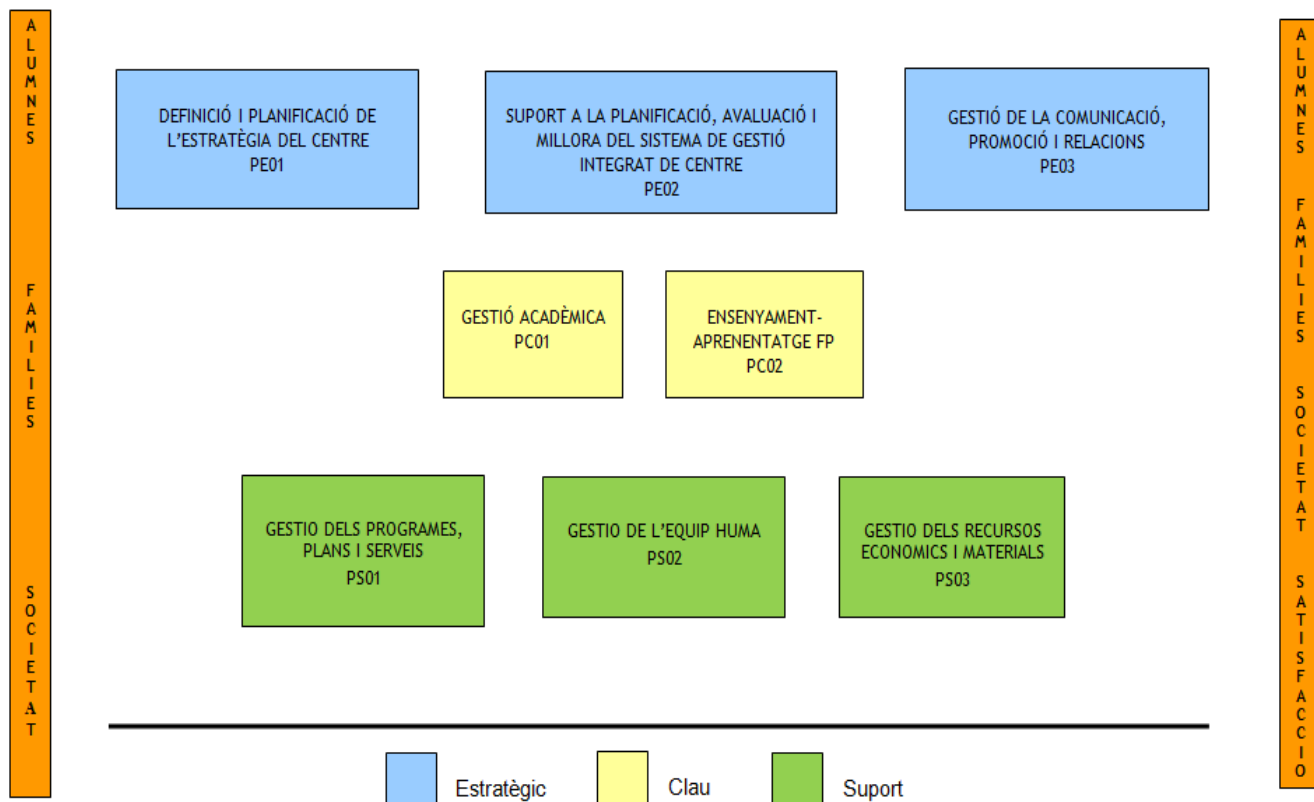 ALUMNES
FAMILIES
SOCIETAT
DEFINICIÓ I PLANIFICACIÓ DE
L'ESTRATÈGIA DEL CENTRE
PE01
SUPORT A LA PLANIFICACIÓ, AVALUACIÓ I
MILLORA DEL SISTEMA DE GESTIÓ
INTEGRAT DE CENTRE
PE02
GESTIÓ DE LA COMUNICACIÓ,
PROMOCIÓ I RELACIONS
PE03
GESTIÓ ACADÈMICA
PC01
ENSENYAMENT-
APRENENTATGE FP
PC02
GESTIO DELS PROGRAMES,
PLANS I SERVEIS
PS01
GESTIO DE L'EQUIP HUMA
PS02
GESTIO DELS RECURSOS
ECONOMICS I MATERIALS
PS03
ALUMNES
FAMILIES
SOCIETAT
SATISFACCIO
Estratègic
Clau
Suport